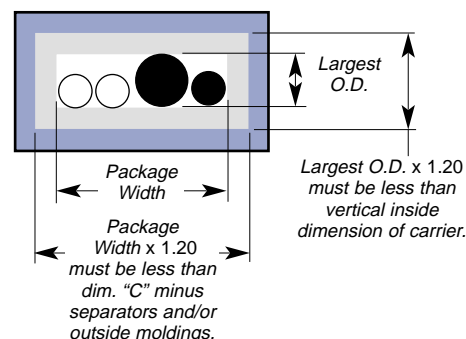 Largest
O.D.
Package
Width
Largest O.D. x 1.20
must be less than
vertical inside
dimension of carrier.
Package
Width x 1.20
must be less than
dim. “C” minus
separators and/or
outside moldings.